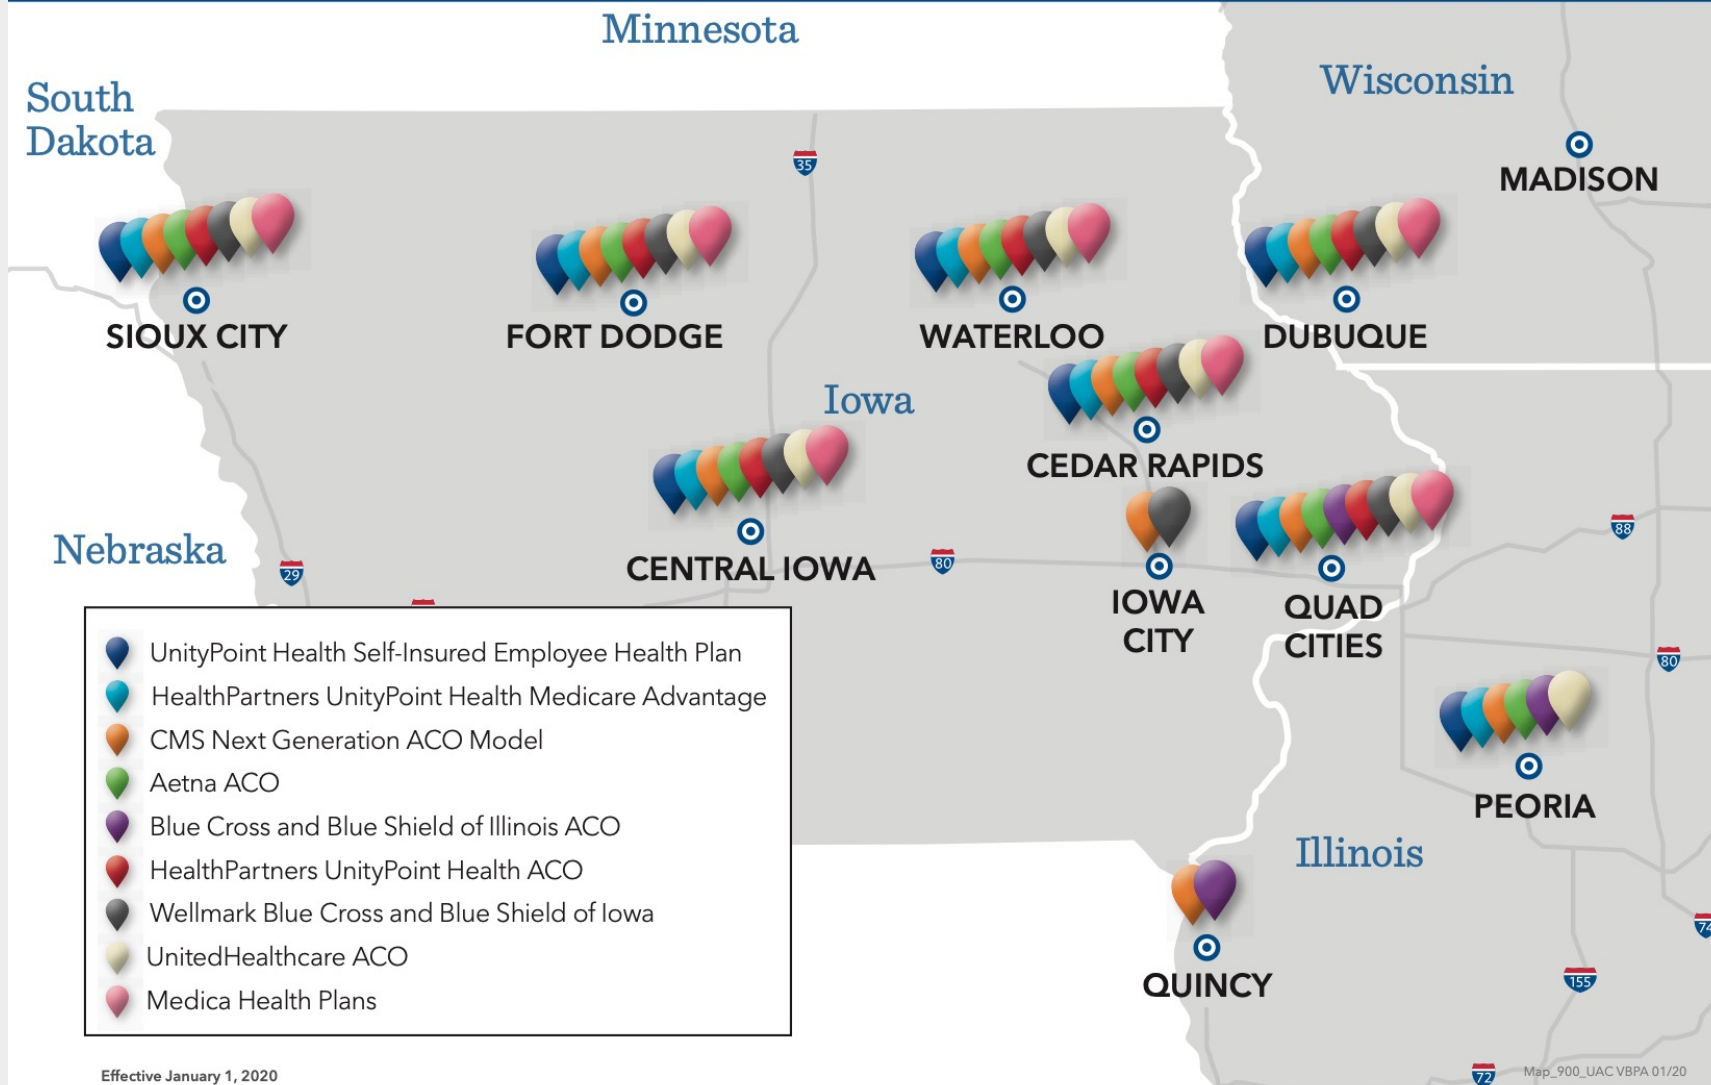 Minnesota
South
Dakota
Wisconsin
35
MADISON
SIOUX CITY
FORT DODGE
WATERLOO
DUBUQUE
Iowa
CEDAR RAPIDS
Nebraska
29
CENTRAL IOWA
80
88
IOWA
CITY
QUAD
CITIES
80
UnityPoint Health Self-Insured Employee Health Plan
HealthPartners UnityPoint Health Medicare Advantage
CMS Next Generation ACO Model
Aetna ACO
Blue Cross and Blue Shield of Illinois ACO
HealthPartners UnityPoint Health ACO
Wellmark Blue Cross and Blue Shield of Iowa
UnitedHealthcare ACO
Medica Health Plans
PEORIA
Illinois
74
QUINCY
155
72
Effective January 1, 2020
Map_900_UAC VBPA 01/20